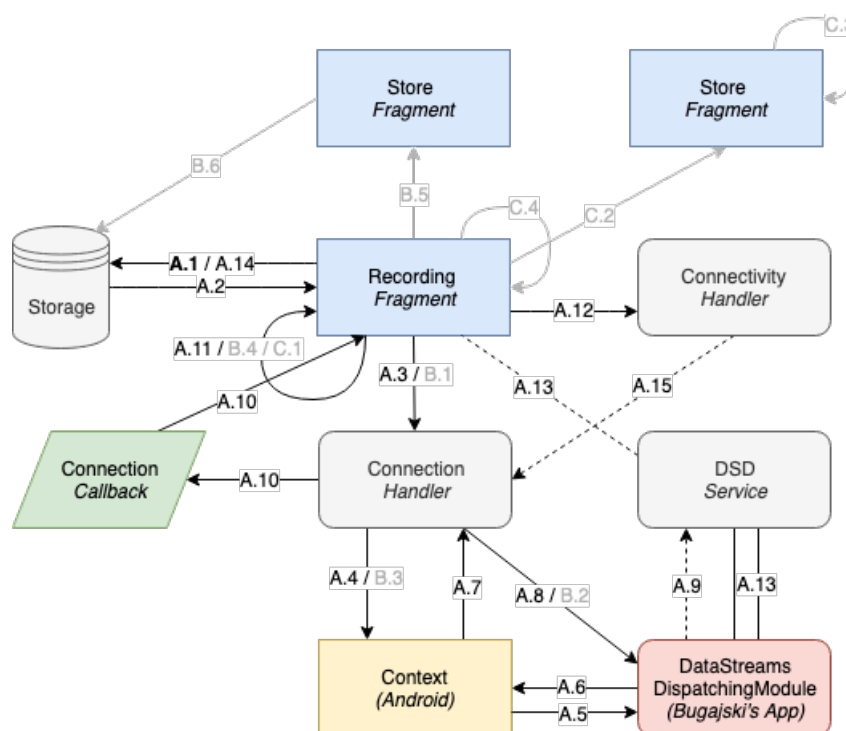 C.3
Store
Fragment
Store
Fragment
B.6
B.5
C.4
C.2
A.1 / A.14
A.2
Storage
Recording
Fragment
Connectivity
Handler
A.12
A.11 / B.4 / C.1
A.3 / B.1
A.13
A.15
A.10
Connection
Callback
A.10
Connection
Handler
DSD
Service
A.4 / B.3
A.7
A.8 / B.2
A.9
A.13
Context
(Android)
A.6
A.5
DataStreams
DispatchingModule
(Bugajski's App)